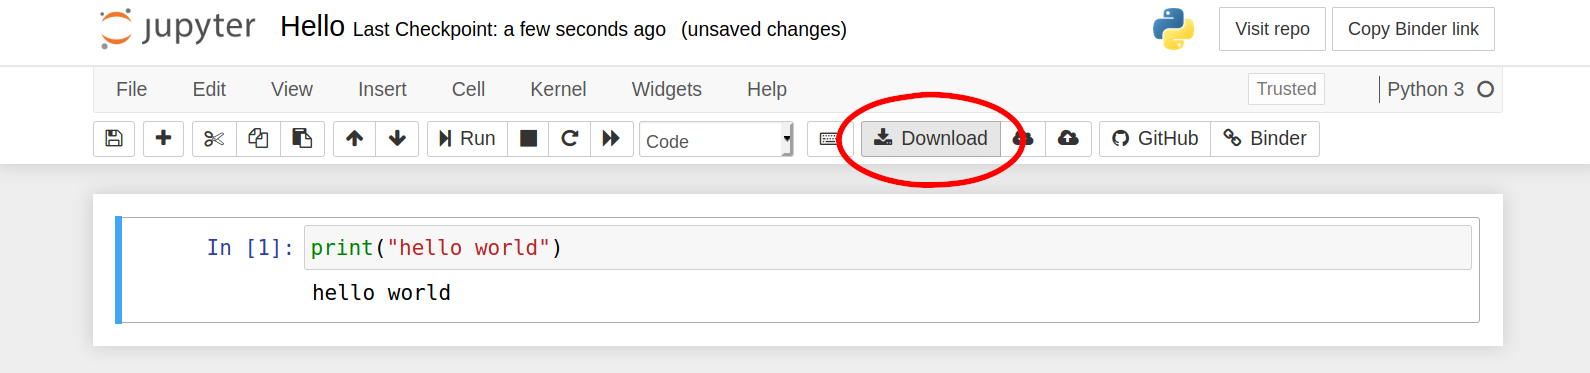 jupyter Hello Last Checkpoint: a few seconds ago (unsaved changes) Visit repo Copy Binder link
File Edit View Insert Cell Kernel Widgets Help Trusted Python 3
Run Code Download GitHub Binder
In [1]: print("hello world")
hello world